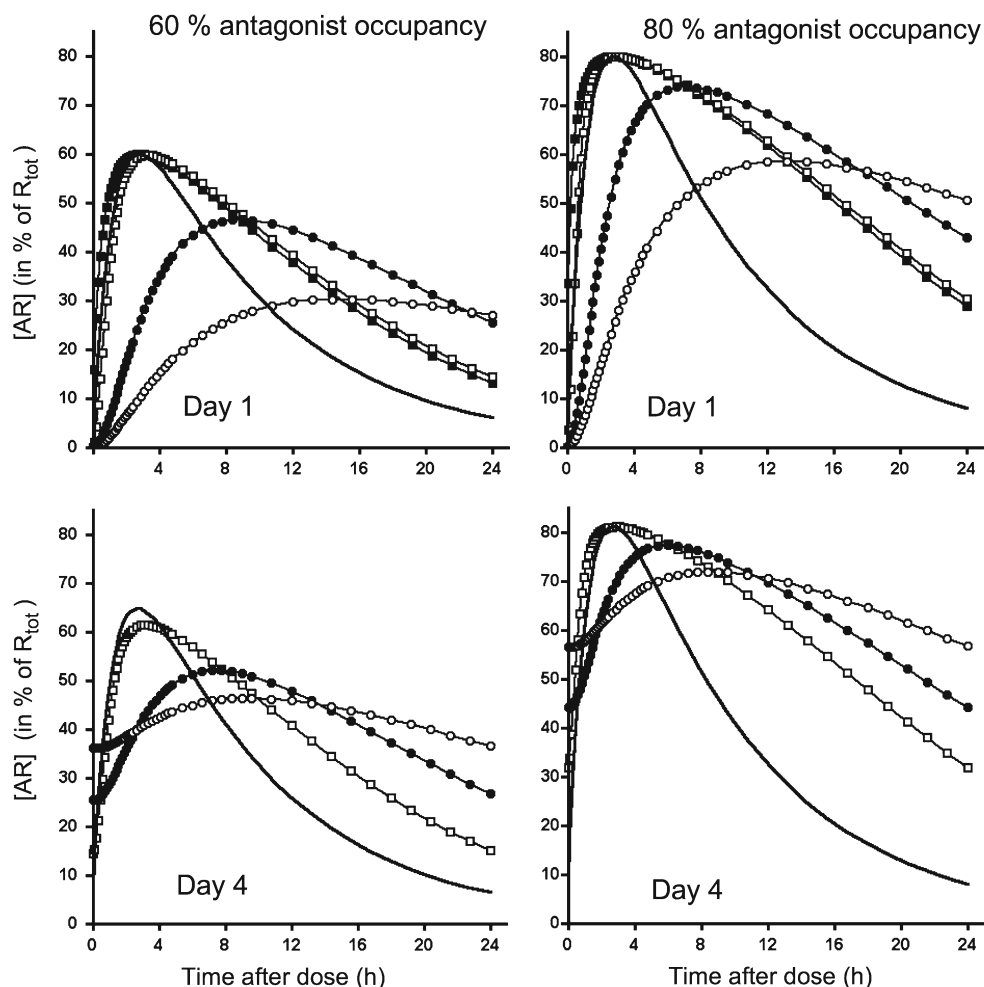 60 % antagonist occupancy
80 % antagonist occupancy
[AR] (in % of Rtot)
80
70
60
50
40
30
20
10
0
0 4 8 12 16 20 24
Day 1
80
70
60
50
40
30
20
10
0
0 4 8 12 16 20 24
Day 1
[AR] (in % of Rtot )
80
70
60
50
40
30
20
10
0
0 4 8 12 16 20 24
Day 4
Time after dose (h)
80
70
60
50
40
30
20
10
0
0 4 8 12 16 20 24
Day 4
Time after dose (h)